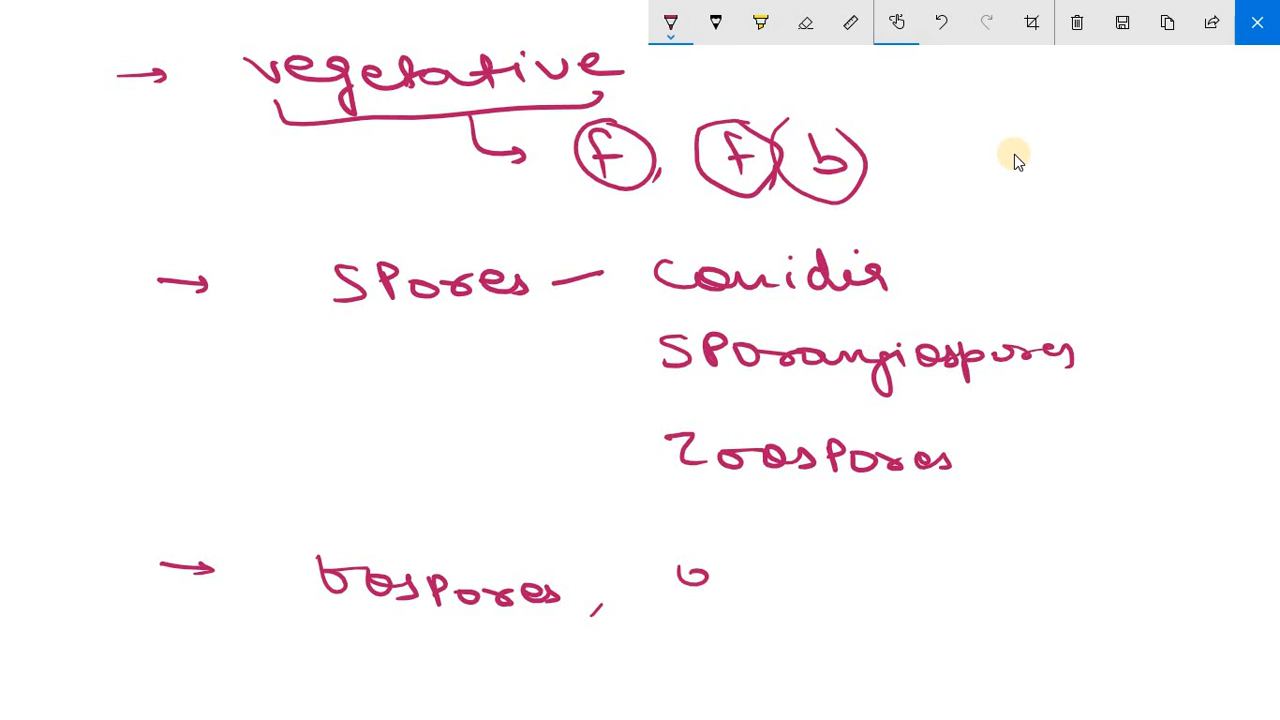 → vegetative
→ f, f b
→ Spores — Conidia
Sporangiospores
Zoospores
→ oospores,